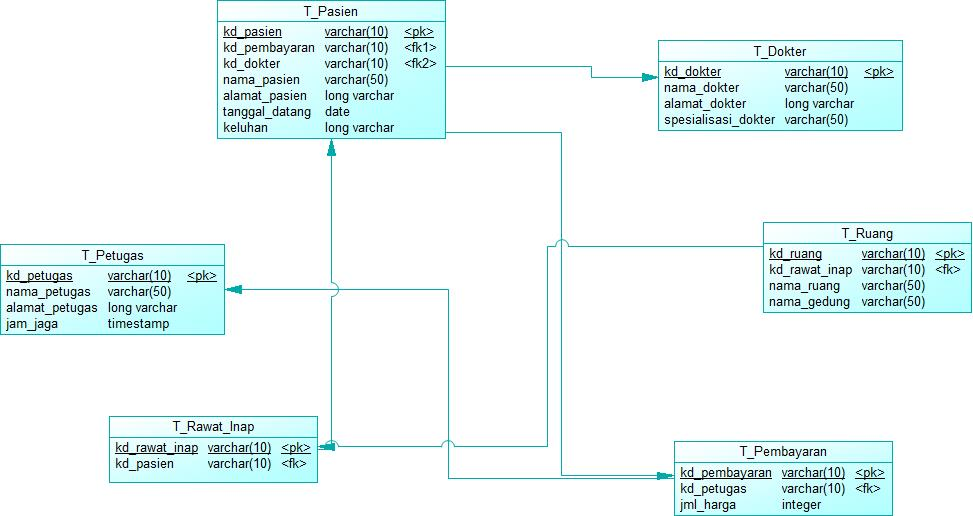 T_Pasien
kd_pasien varchar(10) <pk>
kd_pembayaran varchar(10) <fk1>
kd_dokter varchar(10) <fk2>
nama_pasien varchar(50)
alamat_pasien long varchar
tanggal_datang date
keluhan long varchar
T_Dokter
kd_dokter varchar(10) <pk>
nama_dokter varchar(50)
alamat_dokter long varchar
spesialisasi_dokter varchar(50)
T_Petugas
kd_petugas varchar(10) <pk>
nama_petugas varchar(50)
alamat_petugas long varchar
jam_jaga timestamp
T_Ruang
kd_ruang varchar(10) <pk>
kd_rawat_inap varchar(10) <fk>
nama_ruang varchar(50)
nama_gedung varchar(50)
T_Rawat_Inap
kd_rawat_inap varchar(10) <pk>
kd_pasien varchar(10) <fk>
T_Pembayaran
kd_pembayaran varchar(10) <pk>
kd_petugas varchar(10) <fk>
jml_harga integer